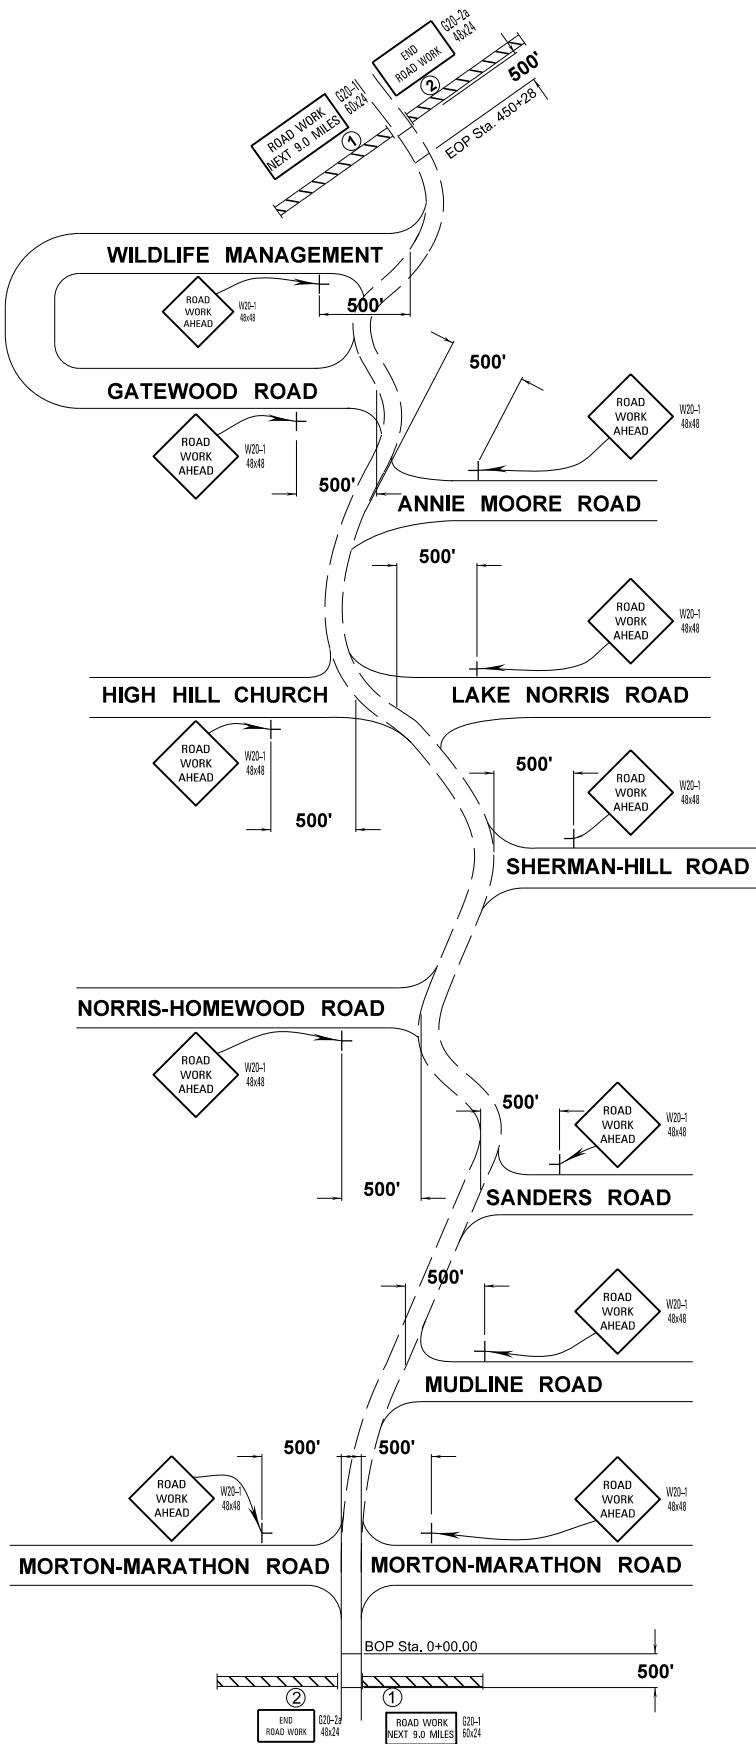 END
ROAD WORK
G20-2a
48x24
②
500'
ROAD WORK
NEXT 9.0 MILES
G20-1
60x24
①
EOP Sta. 450+28
WILDLIFE MANAGEMENT
ROAD
WORK
AHEAD
W20-1
48x48
500'
GATEWOOD ROAD
500'
ROAD
WORK
AHEAD
W20-1
48x48
ROAD
WORK
AHEAD
W20-1
48x48
500'
ANNIE MOORE ROAD
500'
ROAD
WORK
AHEAD
W20-1
48x48
HIGH HILL CHURCH
LAKE NORRIS ROAD
ROAD
WORK
AHEAD
W20-1
48x48
500'
500'
ROAD
WORK
AHEAD
W20-1
48x48
SHERMAN-HILL ROAD
NORRIS-HOMEWOOD ROAD
ROAD
WORK
AHEAD
W20-1
48x48
500'
500'
ROAD
WORK
AHEAD
W20-1
48x48
SANDERS ROAD
500'
ROAD
WORK
AHEAD
W20-1
48x48
MUDLINE ROAD
500'
500'
ROAD
WORK
AHEAD
W20-1
48x48
ROAD
WORK
AHEAD
W20-1
48x48
MORTON-MARATHON ROAD
MORTON-MARATHON ROAD
BOP Sta. 0+00.00
500'
②
①
END
ROAD WORK
G20-2a
48x24
ROAD WORK
NEXT 9.0 MILES
G20-1
60x24